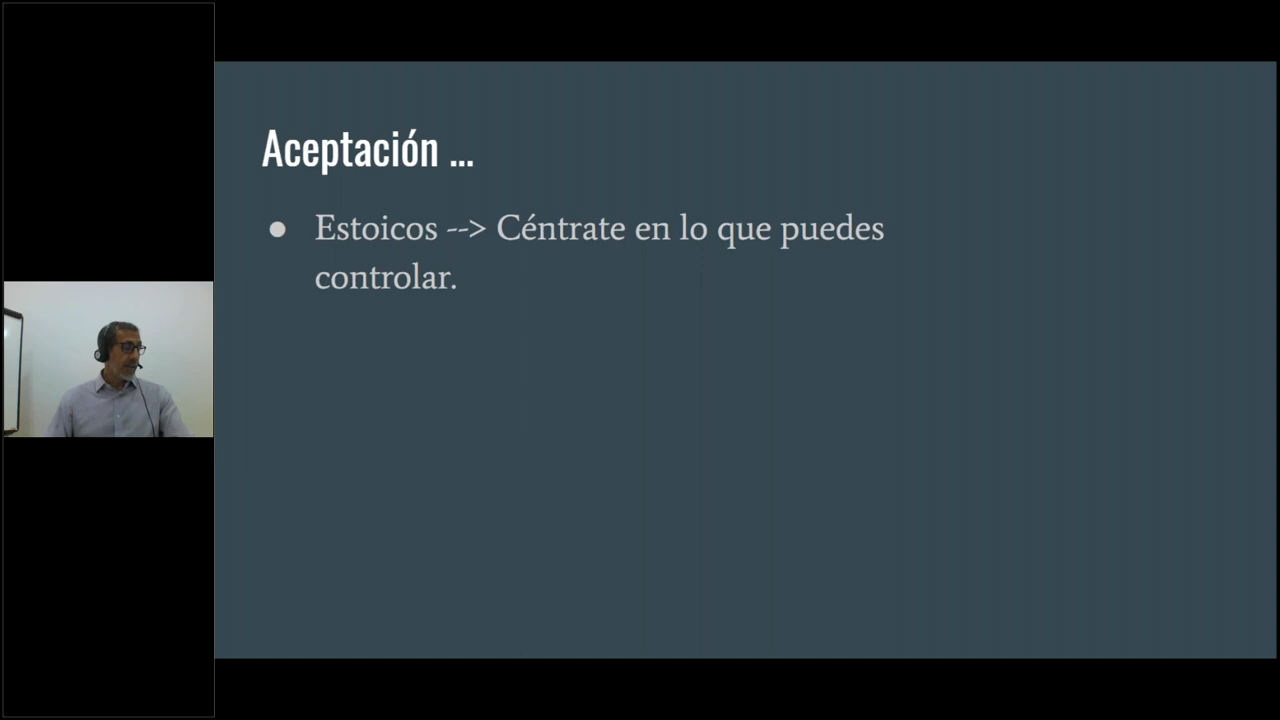 Aceptación ...
● Estoicos --> Céntrate en lo que puedes
controlar.